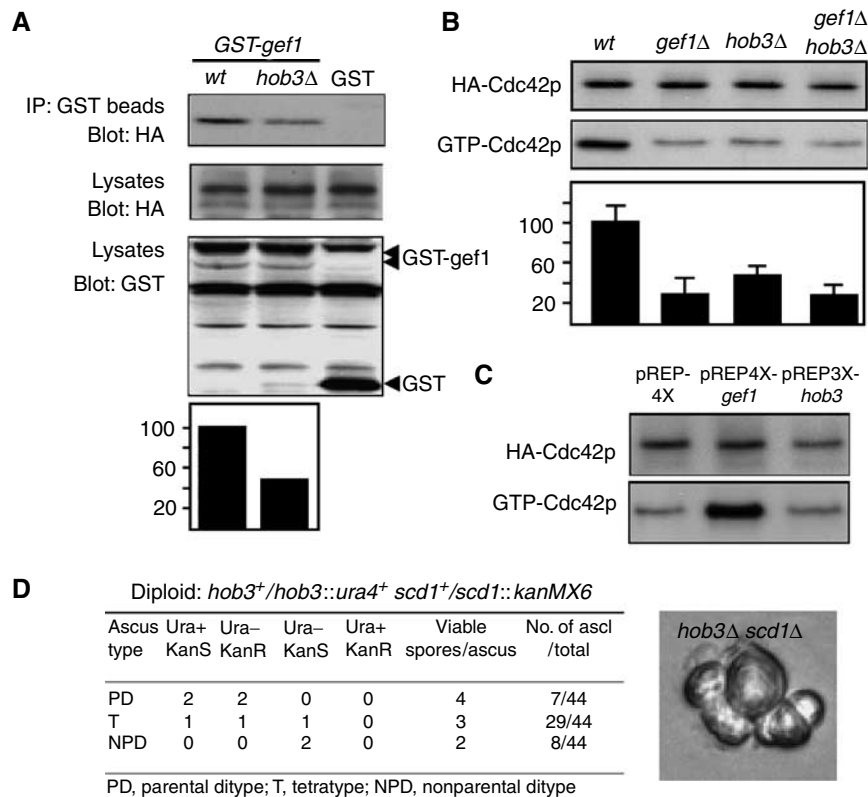 A
GST-gef1
wt hob3Δ GST
IP: GST beads
Blot: HA
Lysates
Blot: HA
Lysates
Blot: GST
GST-gef1
GST
100
60
20
B
wt gef1Δ hob3Δ gef1Δ hob3Δ
HA-Cdc42p
GTP-Cdc42p
100
60
20
C
pREP-4X pREP4X-gef1 pREP3X-hob3
HA-Cdc42p
GTP-Cdc42p
D
Diploid: hob3+/hob3::ura4+ scd1+/scd1::kanMX6
Ascus type Ura+ KanS Ura– KanR Ura– KanS Ura+ KanR Viable spores/ascus No. of ascl /total
PD 2 2 0 0 4 7/44
T 1 1 1 0 3 29/44
NPD 0 0 2 0 2 8/44
PD, parental ditype; T, tetratype; NPD, nonparental ditype
hob3Δ scd1Δ